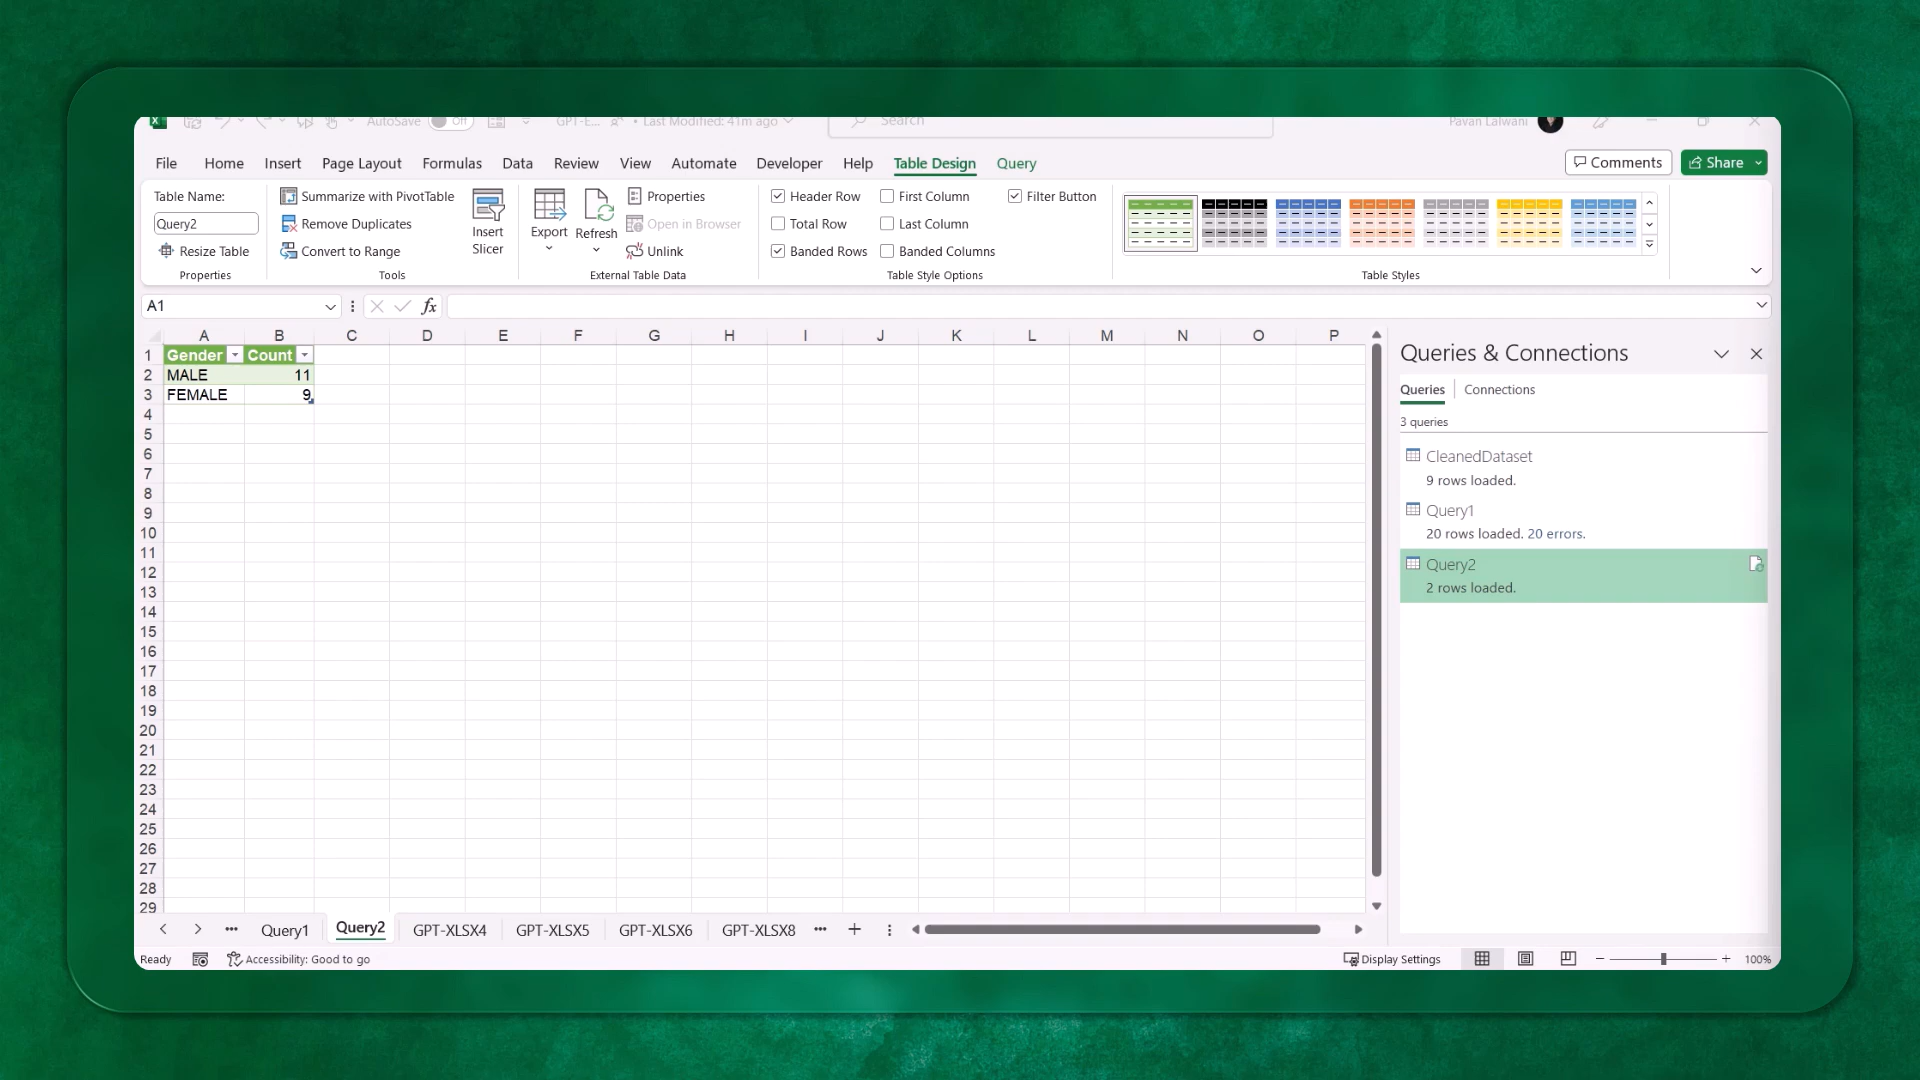 AutoSave Off GPT-E... • Last Modified: 41m ago Search Pavan Lalwani
File Home Insert Page Layout Formulas Data Review View Automate Developer Help Table Design Query Comments Share
Table Name:
Query2
Resize Table
Properties
Summarize with PivotTable
Remove Duplicates
Convert to Range
Tools
Insert
Slicer
Export
Refresh
Properties
Open in Browser
Unlink
External Table Data
Header Row First Column Filter Button
Total Row Last Column
Banded Rows Banded Columns
Table Style Options
Table Styles
A1 fx
A B C D E F G H I J K L M N O P
1 Gender Count
2 MALE 11
3 FEMALE 9
4
5
6
7
8
9
10
11
12
13
14
15
16
17
18
19
20
21
22
23
24
25
26
27
28
29
Queries & Connections
Queries Connections
3 queries
CleanedDataset
9 rows loaded.
Query1
20 rows loaded. 20 errors.
Query2
2 rows loaded.
Query1 Query2 GPT-XLSX4 GPT-XLSX5 GPT-XLSX6 GPT-XLSX8
Ready Accessibility: Good to go Display Settings 100%